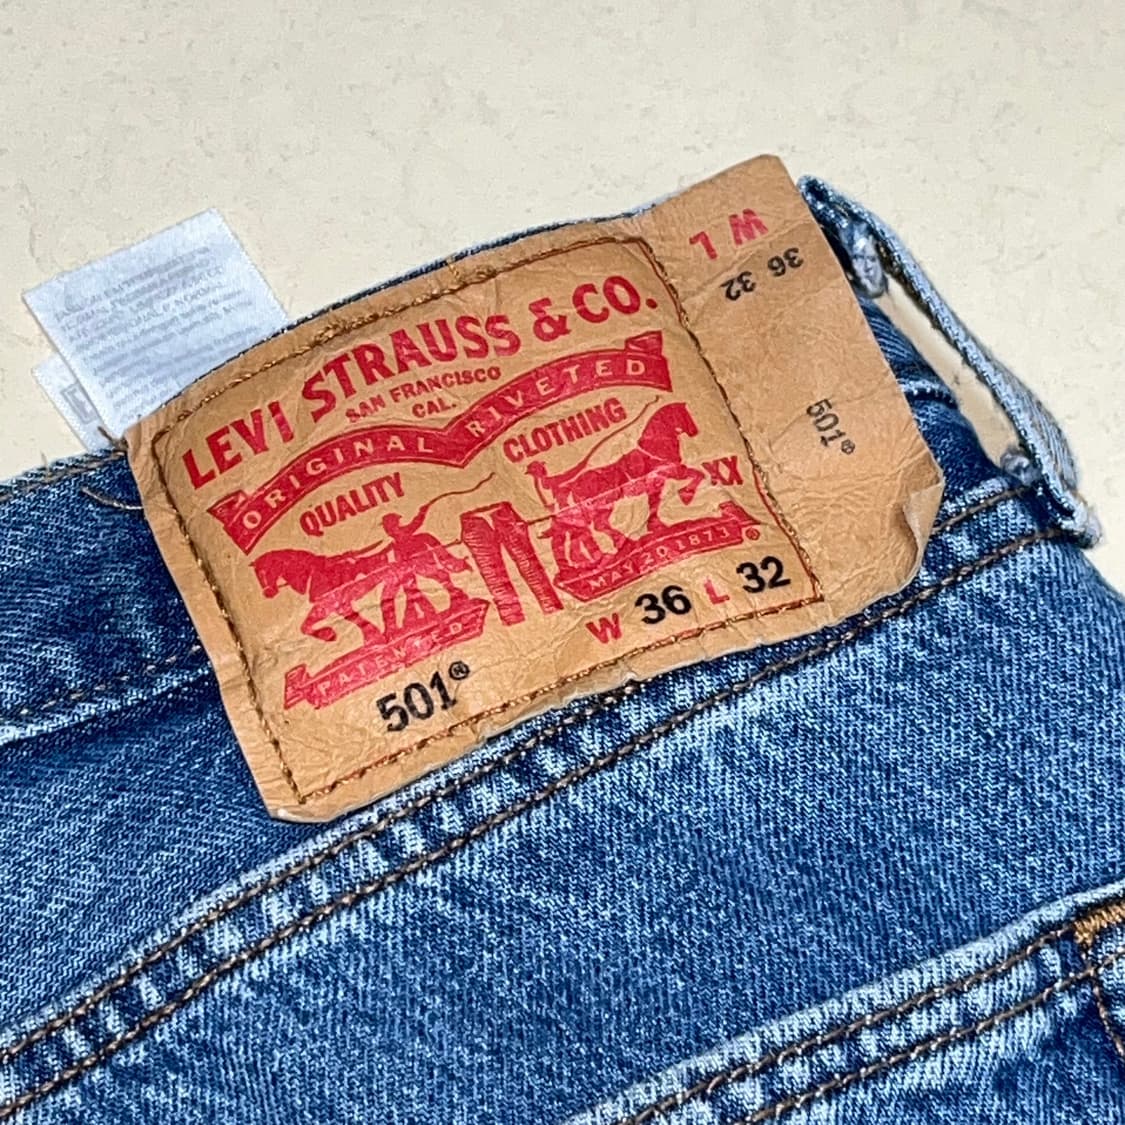 LEVI STRAUSS & CO.
SAN FRANCISCO
CAL.
ORIGINAL RIVETED
QUALITY CLOTHING
XX
PATENTED MAY 20 1873 ®
501® W 36 L 32
W L
36 32
501®